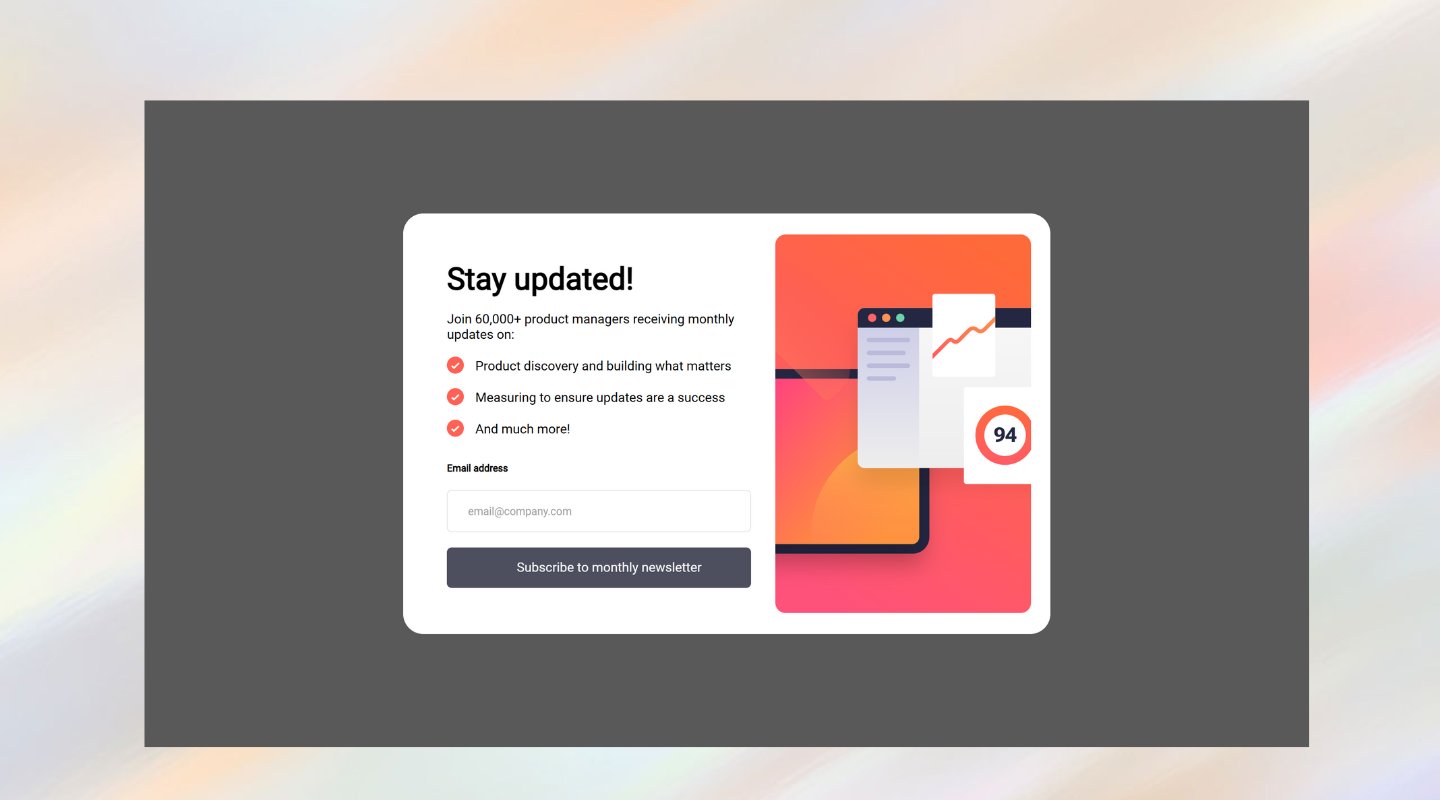 Stay updated!
Join 60,000+ product managers receiving monthly
updates on:
Product discovery and building what matters
Measuring to ensure updates are a success
And much more!
Email address
email@company.com
Subscribe to monthly newsletter
94